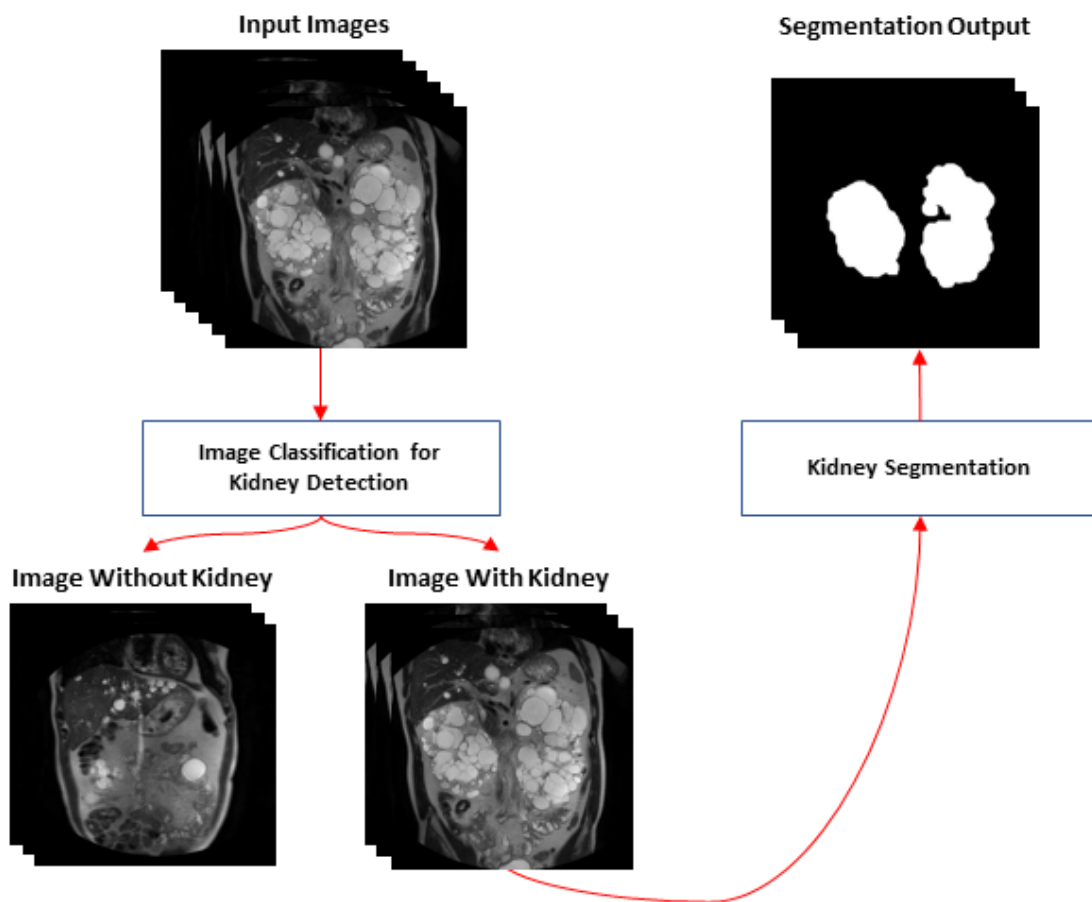 Input Images
Segmentation Output
Image Classification for
Kidney Detection
Kidney Segmentation
Image Without Kidney
Image With Kidney